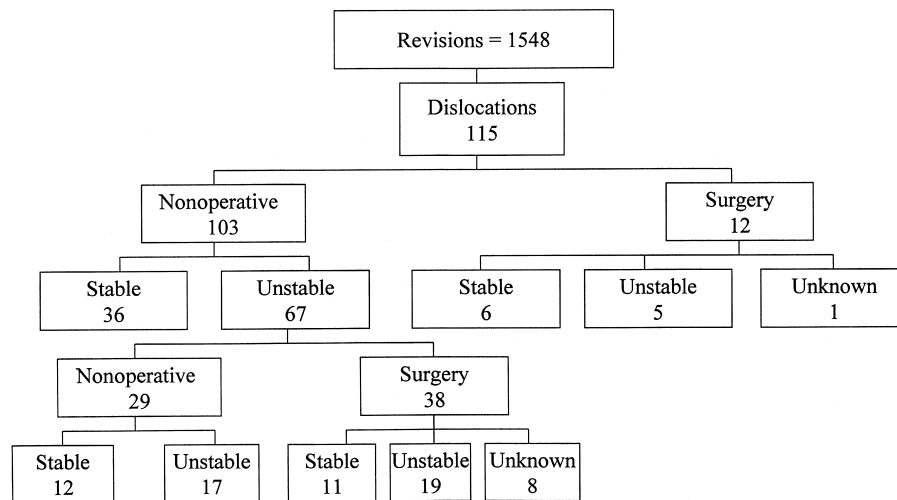 Revisions = 1548
Dislocations
115
Nonoperative
103
Surgery
12
Stable
36
Unstable
67
Stable
6
Unstable
5
Unknown
1
Nonoperative
29
Surgery
38
Stable
12
Unstable
17
Stable
11
Unstable
19
Unknown
8